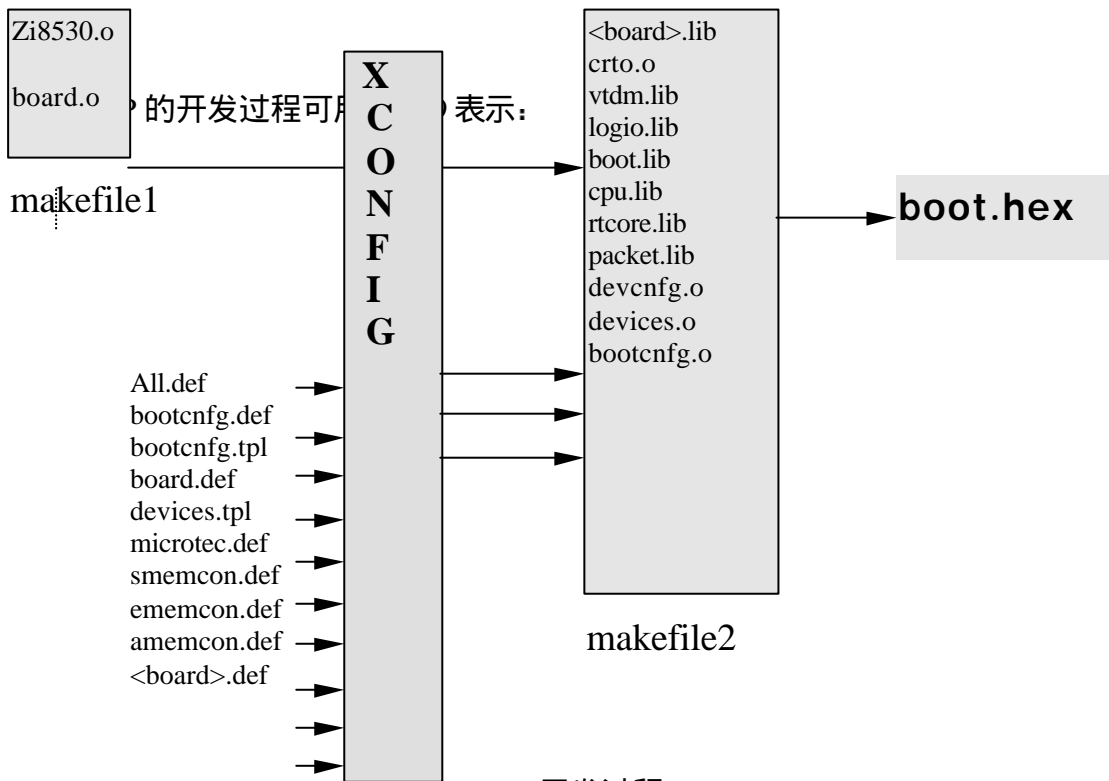 Zi8530.o
board.o
的开发过程可
表示：
makefile1
XCONFIG
All.def
bootcnfg.def
bootcnfg.tpl
board.def
devices.tpl
microtec.def
smemcon.def
ememcon.def
amemcon.def
<board>.def
<board>.lib
crto.o
vtdm.lib
logio.lib
boot.lib
cpu.lib
rtcore.lib
packet.lib
devcnfg.o
devices.o
bootcnfg.o
makefile2
boot.hex